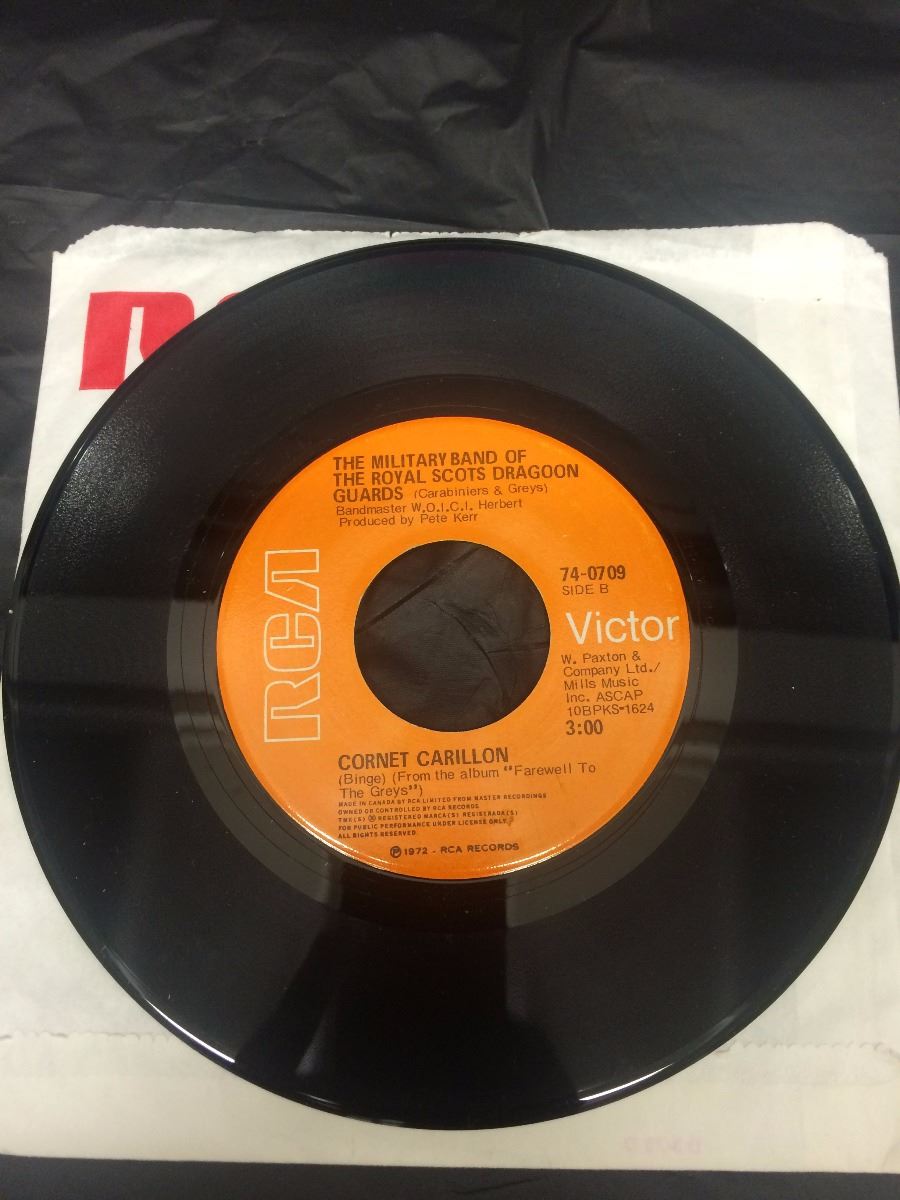 THE MILITARY BAND OF
THE ROYAL SCOTS DRAGOON
GUARDS (Carabiniers & Greys)
Bandmaster W.O.I.C.I. Herbert
Produced by Pete Kerr
RCA
74-0709
SIDE B
Victor
W. Paxton &
Company Ltd./
Mills Music
Inc. ASCAP
10BPKS-1624
3:00
CORNET CARILLON
(Binge) (From the album "Farewell To
The Greys")
MADE IN CANADA BY RCA LIMITED FROM MASTER RECORDINGS
OWNED OR CONTROLLED BY RCA RECORDS
TMK(S) ® REGISTERED MARCA(S) REGISTRADA(S)
FOR PUBLIC PERFORMANCE UNDER LICENSE ONLY.
ALL RIGHTS RESERVED.
℗ 1972 - RCA RECORDS